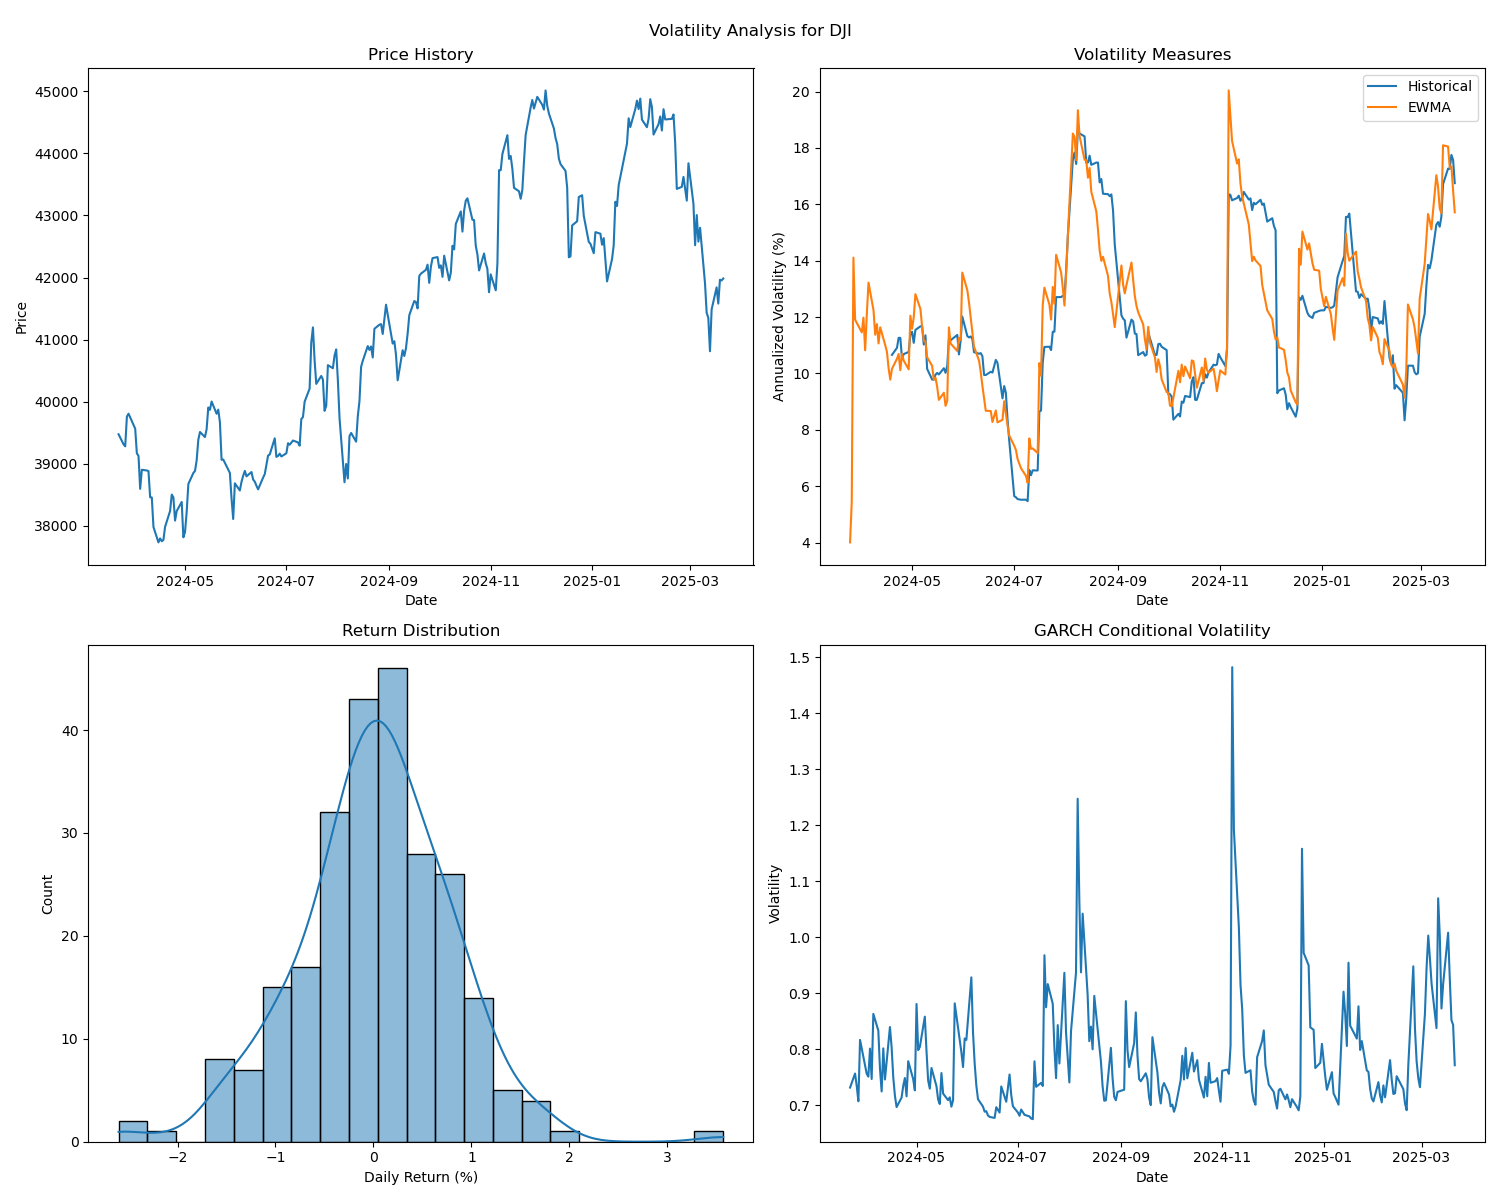 Volatility Analysis for DJI
Price History
Price
45000
44000
43000
42000
41000
40000
39000
38000
2024-05 2024-07 2024-09 2024-11 2025-01 2025-03
Date
Volatility Measures
Historical
EWMA
Annualized Volatility (%)
20
18
16
14
12
10
8
6
4
2024-05 2024-07 2024-09 2024-11 2025-01 2025-03
Date
Return Distribution
Count
40
30
20
10
0
−2 −1 0 1 2 3
Daily Return (%)
GARCH Conditional Volatility
Volatility
1.5
1.4
1.3
1.2
1.1
1.0
0.9
0.8
0.7
2024-05 2024-07 2024-09 2024-11 2025-01 2025-03
Date